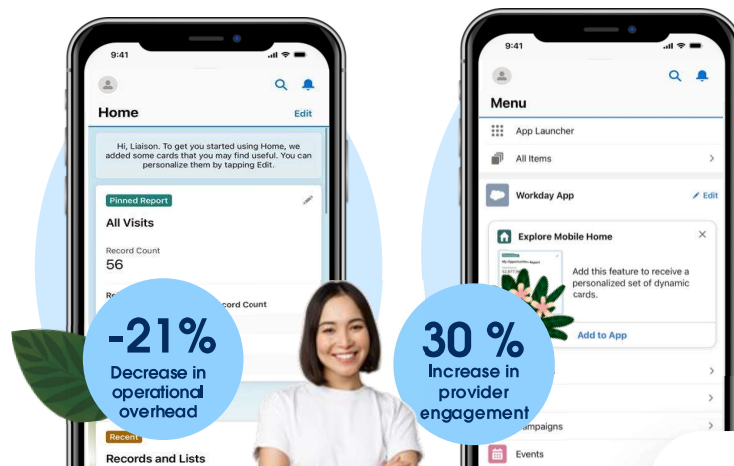 9:41
Home
Edit
Hi, Liaison. To get you started using Home, we
added some cards that you may find useful. You can
personalize them by tapping Edit.
Pinned Report
All Visits
Record Count
56
Record Count
-21%
Decrease in
operational
overhead
Recent
Records and Lists
9:41
Menu
App Launcher
All Items
Workday App
Edit
Explore Mobile Home
Add this feature to receive a
personalized set of dynamic
cards.
Add to App
30 %
Increase in
provider
engagement
Events